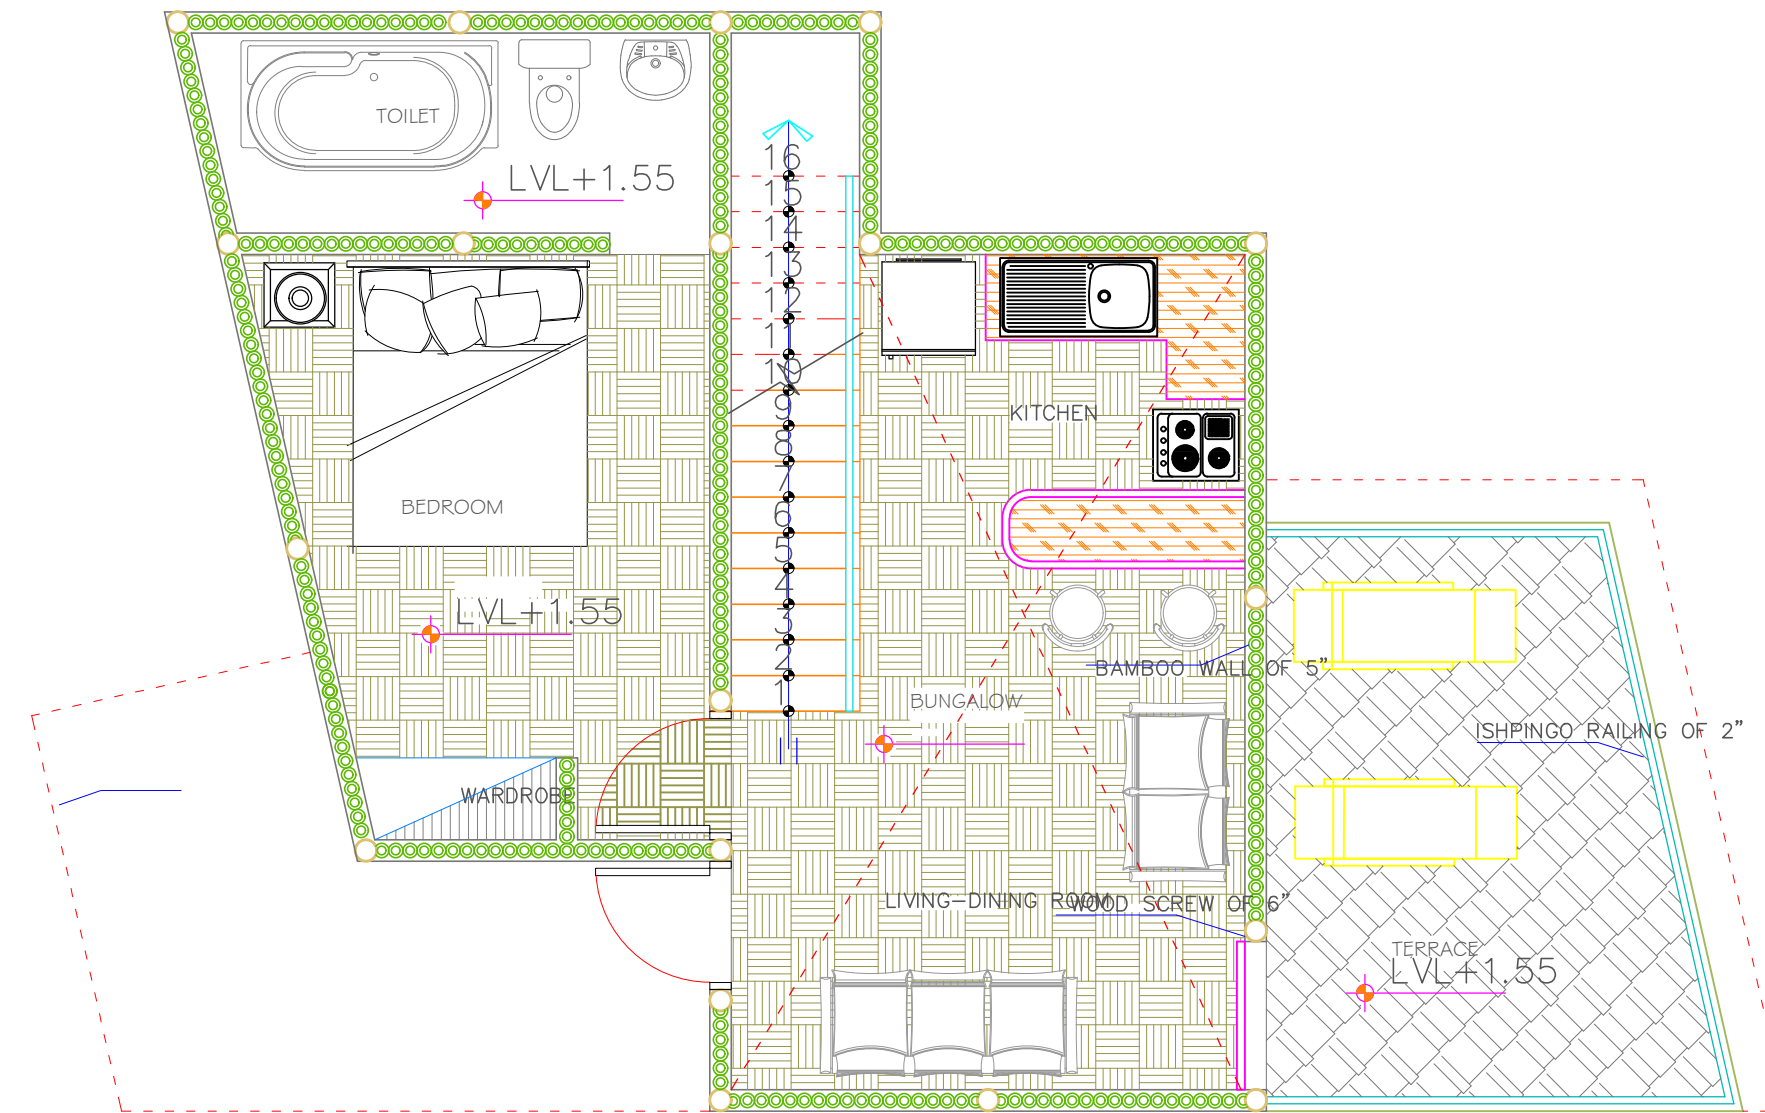 TOILET
LVL+1.55
16
15
14
13
12
11
10
9
8
7
6
5
4
3
2
1
KITCHEN
BEDROOM
LVL+1.55
BAMBOO WALL OF 5"
BUNGALOW
ISHPINGO RAILING OF 2"
WARDROBE
LIVING-DINING ROOM
WOOD SCREW OF 6"
TERRACE
LVL+1.55